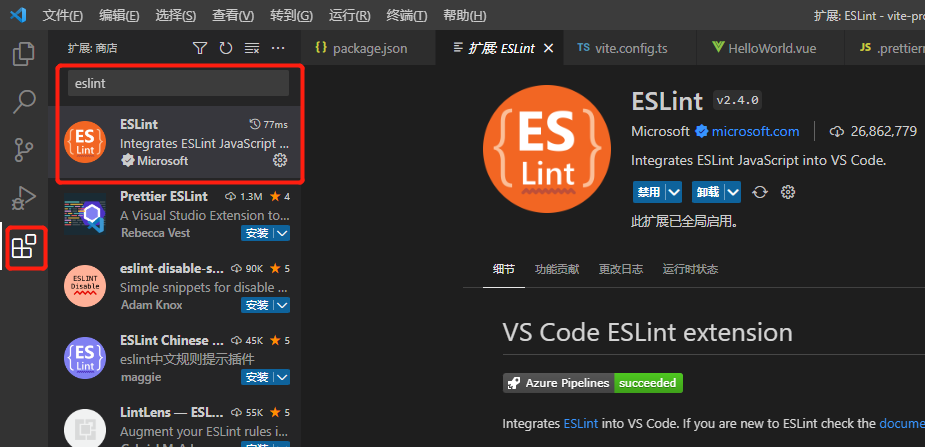 文件(F) 编辑(E) 选择(S) 查看(V) 转到(G) 运行(R) 终端(T) 帮助(H) 扩展: ESLint - vite-pro
扩展: 商店
eslint
ESLint 77ms
Integrates ESLint JavaScript ...
Microsoft
Prettier ESLint 1.3M 4
A Visual Studio Extension to...
Rebecca Vest 安装
eslint-disable-s... 90K 5
Simple snippets for disable ...
Adam Knox 安装
ESLint Chinese ... 45K 5
eslint中文规则提示插件
maggie 安装
LintLens — ESL... 55K 5
Augment your ESLint rules i...
安装
{} package.json 扩展: ESLint TS vite.config.ts HelloWorld.vue JS .prettierr
ES
Lint
ESLint v2.4.0
Microsoft microsoft.com 26,862,779
Integrates ESLint JavaScript into VS Code.
禁用 卸载
此扩展已全局启用。
细节 功能贡献 更改日志 运行时状态
VS Code ESLint extension
Azure Pipelines succeeded
Integrates ESLint into VS Code. If you are new to ESLint check the docume